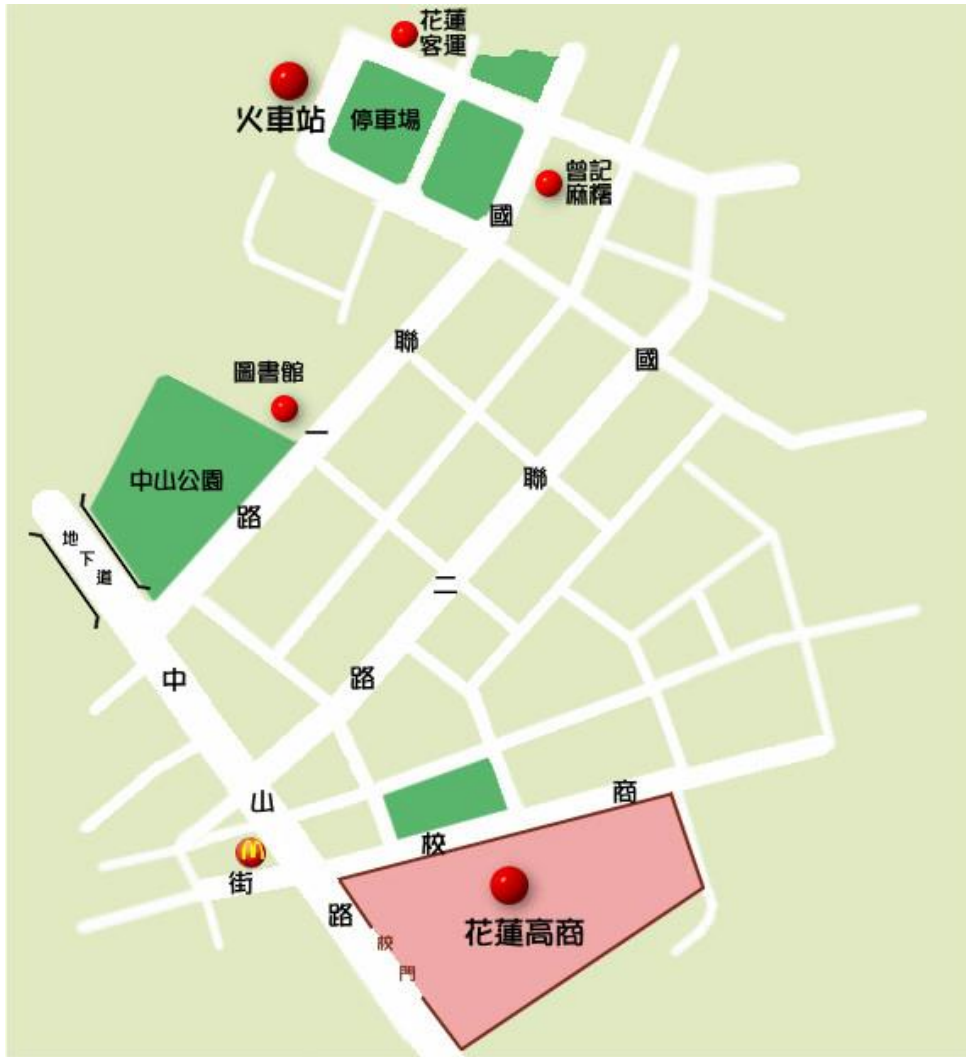 花蓮
客運
火車站
停車場
曾記
麻糬
國
聯
一
路
圖書館
中山公園
國
聯
二
路
地
下
道
中
山
路
商
校
街
花蓮高商
校
門